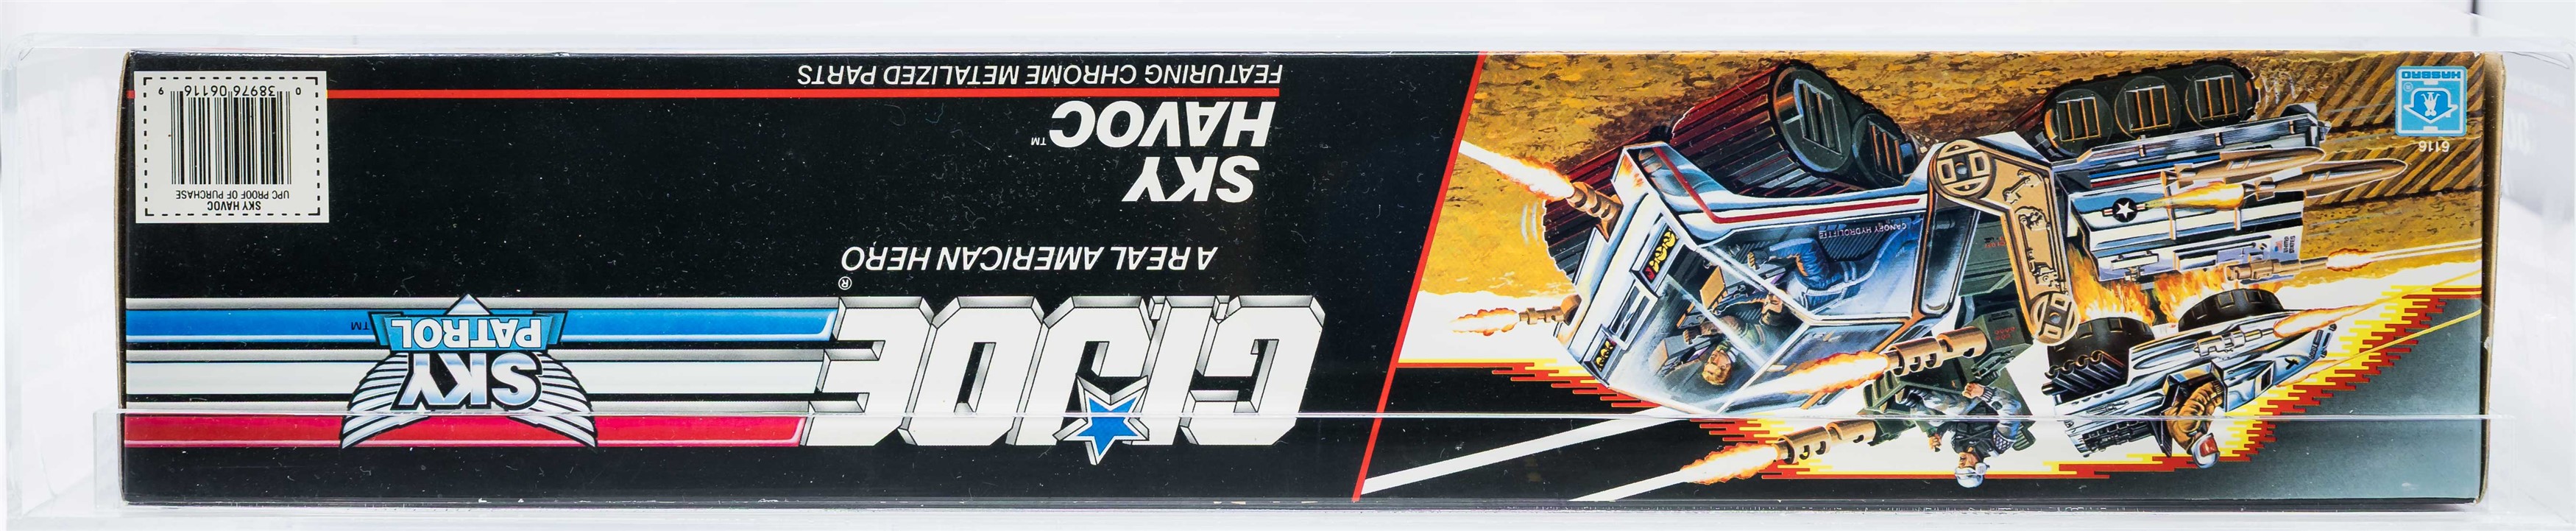 G.I.JOE®
A REAL AMERICAN HERO
SKY
PATROL™
SKY
HAVOC™
FEATURING CHROME METALIZED PARTS
SKY HAVOC
UPC PROOF OF PURCHASE
0 38976 06116 9
6116
HASBRO®
CANOPY HYDROLIFTER